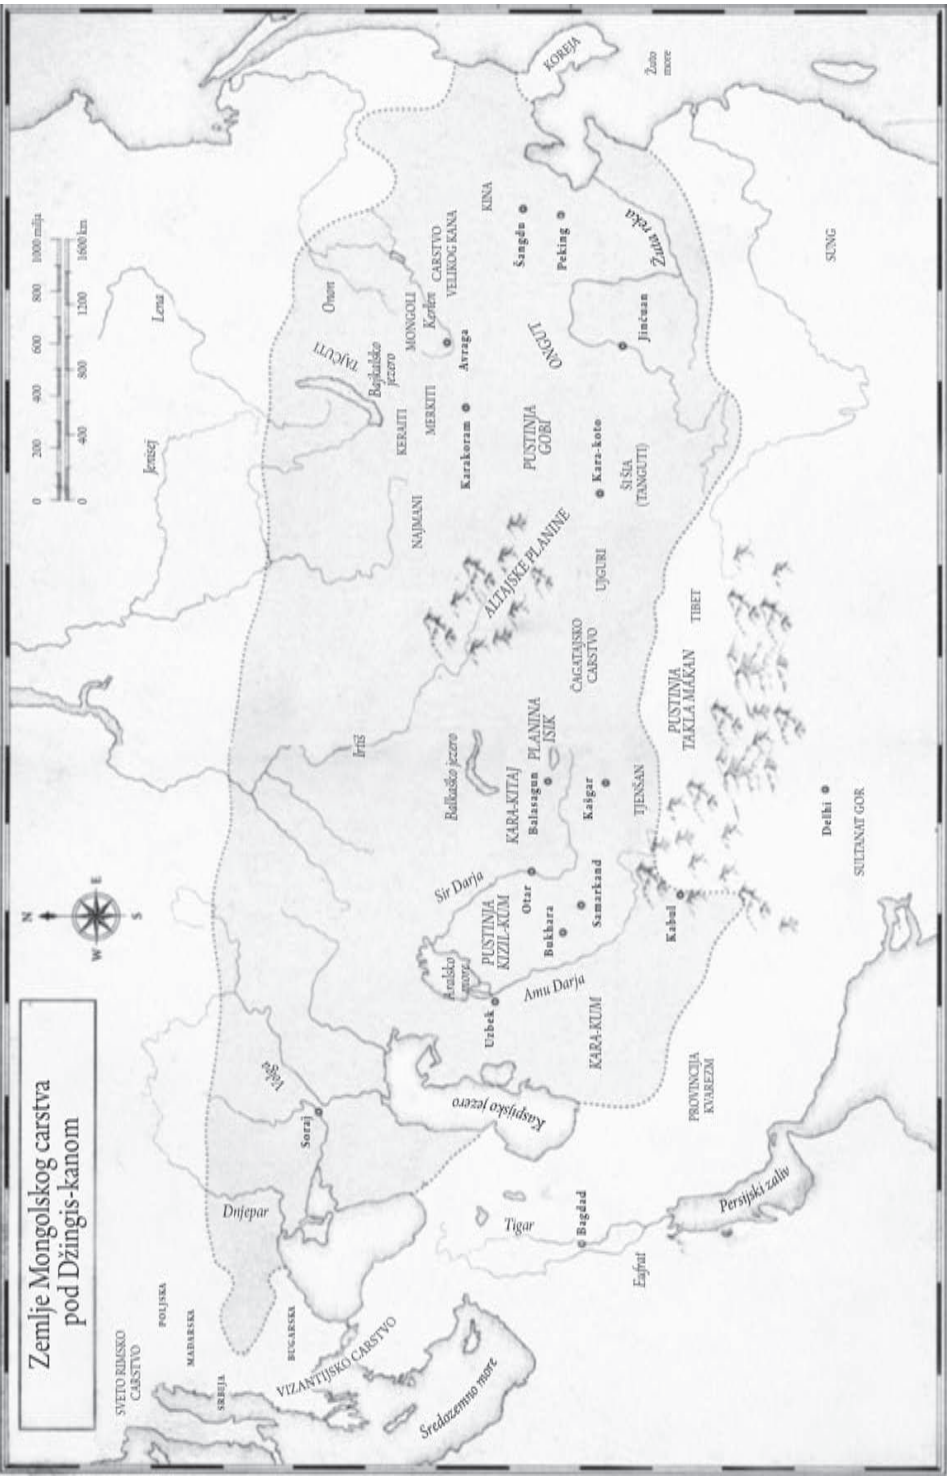 Zemlje Mongolskog carstva
pod Džingis-kanom
N
W
E
S
0
200
400
600
800
1000 milja
0
400
800
1200
1600 km
SVETO RIMSKO
CARSTVO
POLJSKA
MAĐARSKA
SRBIJA
BUGARSKA
VIZANTIJSKO CARSTVO
Sredozemno more
Dnjepar
Volga
Soraj
Kaspijsko jezero
Tigar
Bagdad
Eufrat
Persijski zaliv
PROVINCIJA
KVAREZM
KARA-KUM
Uzbek
Aralsko
more
Amu Darja
PUSTINJA
KIZIL-KUM
Sir Darja
Otar
Bukhara
Samarkand
Kabul
Irtiš
Balkaško jezero
KARA-KITAJ
Balasagun
PLANINA
ISIK
Kašgar
TJENŠAN
Delhi
SULTANAT GOR
PUSTINJA
TAKLA MAKAN
TIBET
ČAGATAJSKO
CARSTVO
UJGURI
ALTAJSKE PLANINE
NAJMANI
Jenisej
Lena
KERAITI
MERKITI
Karakoram
PUSTINJA
GOBI
Kara-koto
ŠI ŠIA
(TANGUTI)
Bajkalsko
jezero
TAJČUTI
Onon
MONGOLI
Kerlen
Avraga
CARSTVO
VELIKOG KANA
ONGUT
Jinčuan
KINA
Šangdu
Peking
Žuta reka
SUNG
KOREJA
Žuto
more